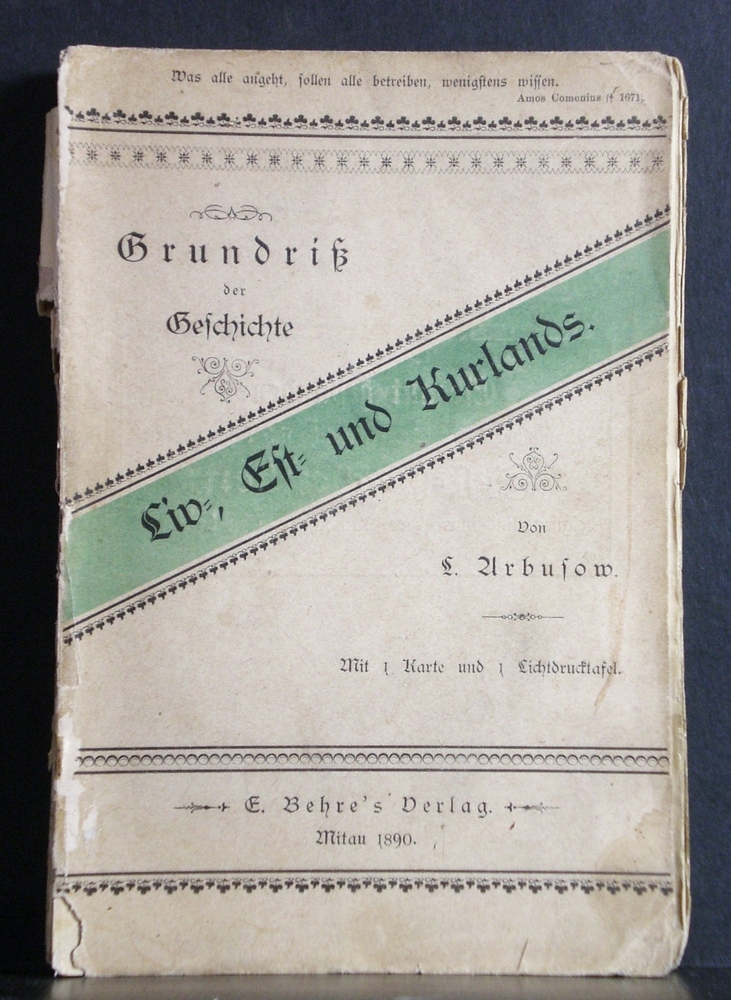 Was alle angeht, sollen alle betreiben, wenigstens wissen.
Amos Comenius († 1671).
Grundriß
der
Geschichte
Liv-, Est- und Kurlands.
Von
L. Arbusow.
Mit 1 Karte und 1 Lichtdrucktafel.
E. Behre's Verlag.
Mitau 1890.